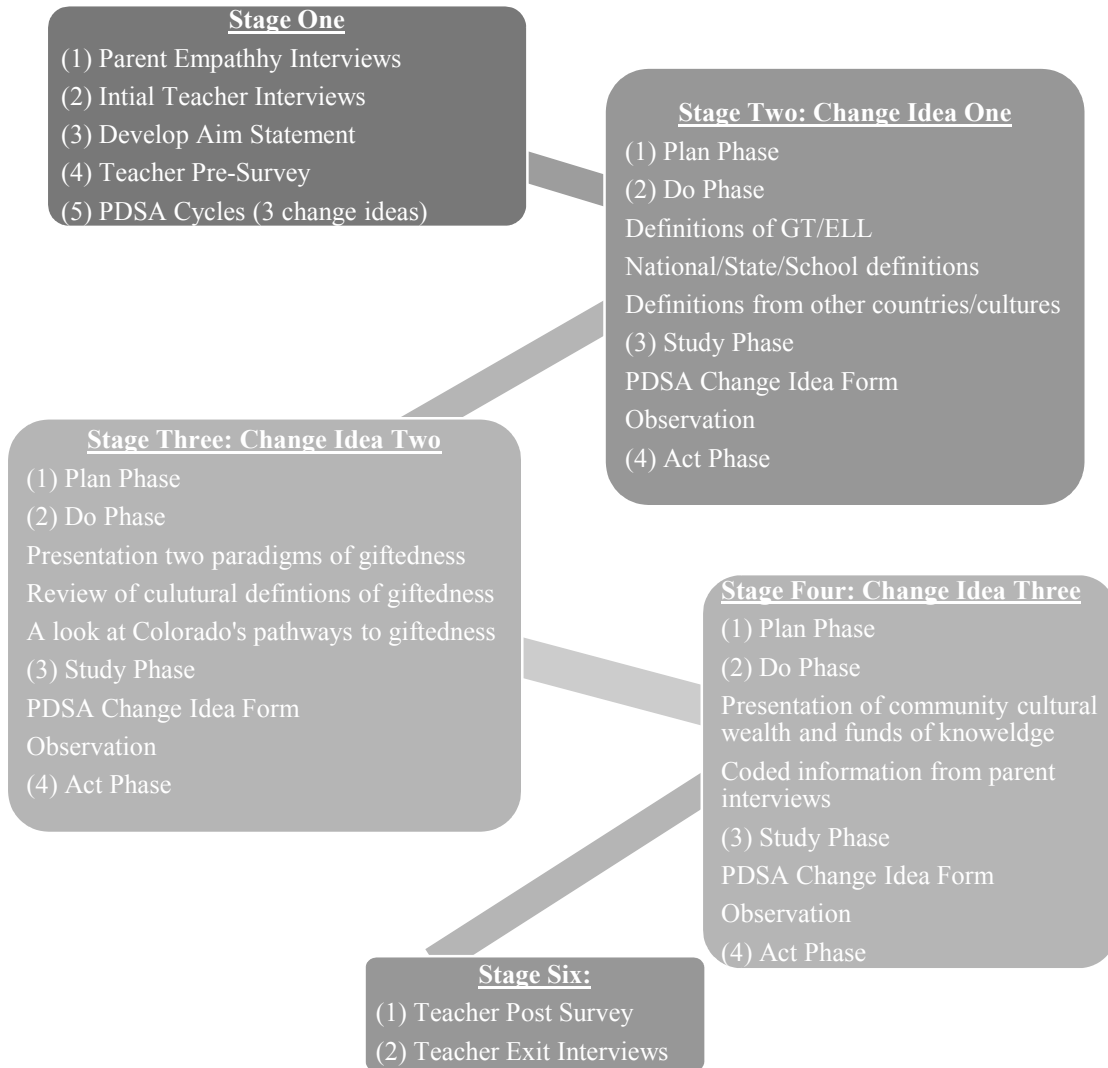 Stage One
(1) Parent Empathhy Interviews
(2) Intial Teacher Interviews
(3) Develop Aim Statement
(4) Teacher Pre-Survey
(5) PDSA Cycles (3 change ideas)
Stage Two: Change Idea One
(1) Plan Phase
(2) Do Phase
Definitions of GT/ELL
National/State/School definitions
Definitions from other countries/cultures
(3) Study Phase
PDSA Change Idea Form
Observation
(4) Act Phase
Stage Three: Change Idea Two
(1) Plan Phase
(2) Do Phase
Presentation two paradigms of giftedness
Review of culutural defintions of giftedness
A look at Colorado's pathways to giftedness
(3) Study Phase
PDSA Change Idea Form
Observation
(4) Act Phase
Stage Four: Change Idea Three
(1) Plan Phase
(2) Do Phase
Presentation of community cultural
wealth and funds of knoweldge
Coded information from parent
interviews
(3) Study Phase
PDSA Change Idea Form
Observation
(4) Act Phase
Stage Six:
(1) Teacher Post Survey
(2) Teacher Exit Interviews